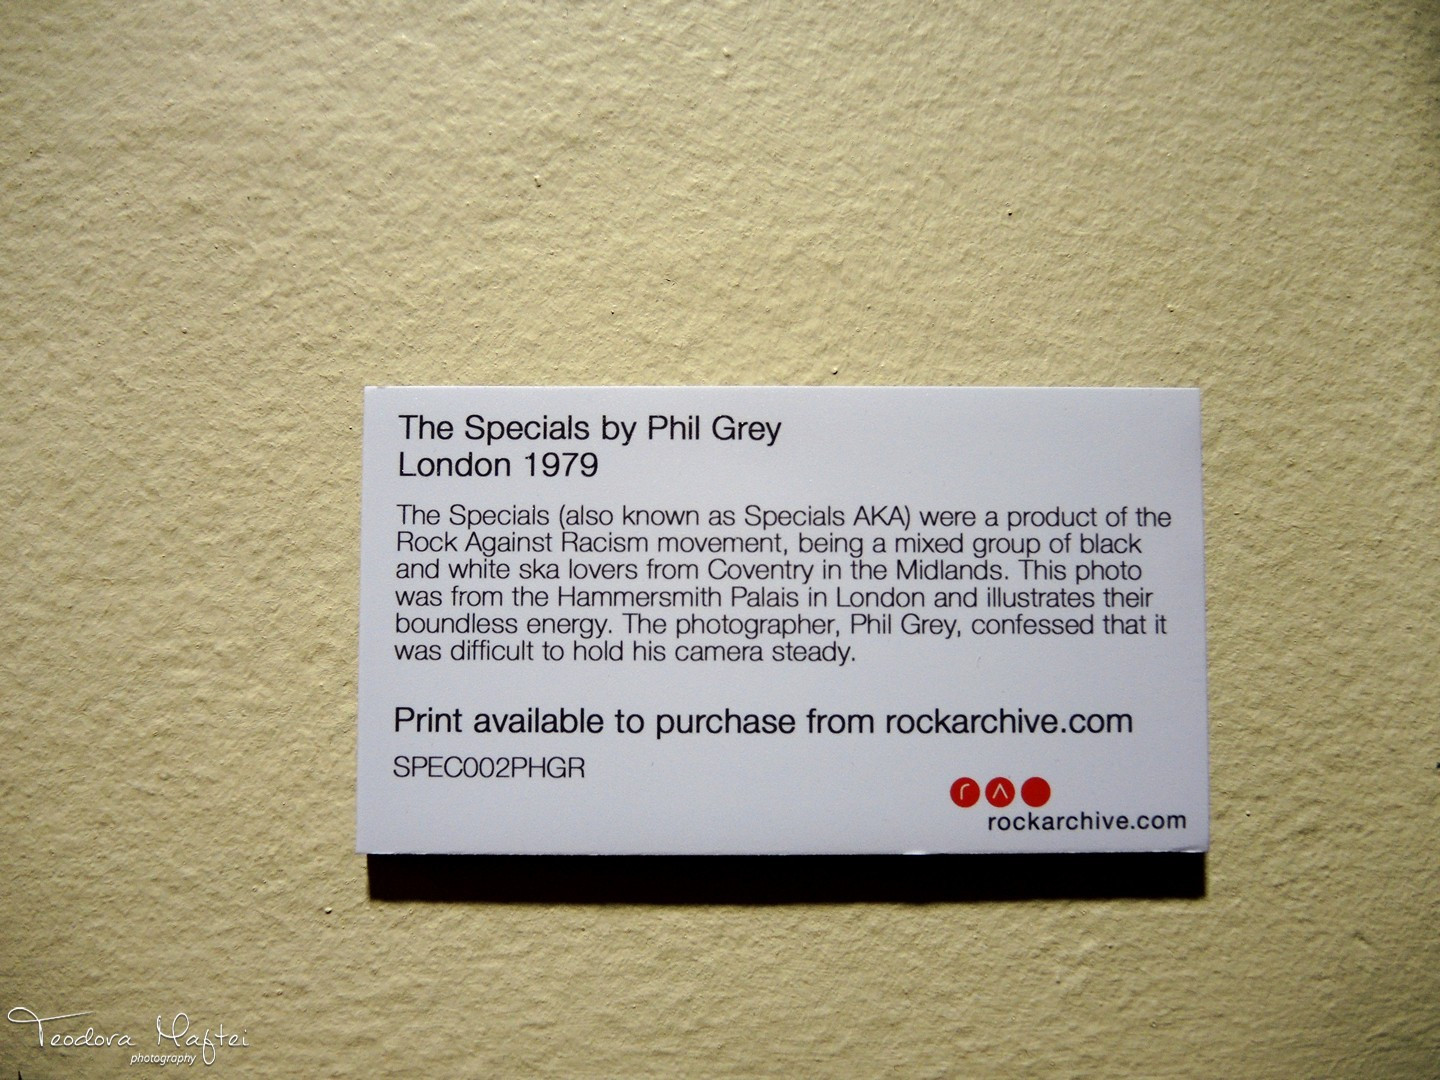 The Specials by Phil Grey
London 1979
The Specials (also known as Specials AKA) were a product of the
Rock Against Racism movement, being a mixed group of black
and white ska lovers from Coventry in the Midlands. This photo
was from the Hammersmith Palais in London and illustrates their
boundless energy. The photographer, Phil Grey, confessed that it
was difficult to hold his camera steady.
Print available to purchase from rockarchive.com
SPEC002PHGR
rockarchive.com
Teodora Maftei
photography